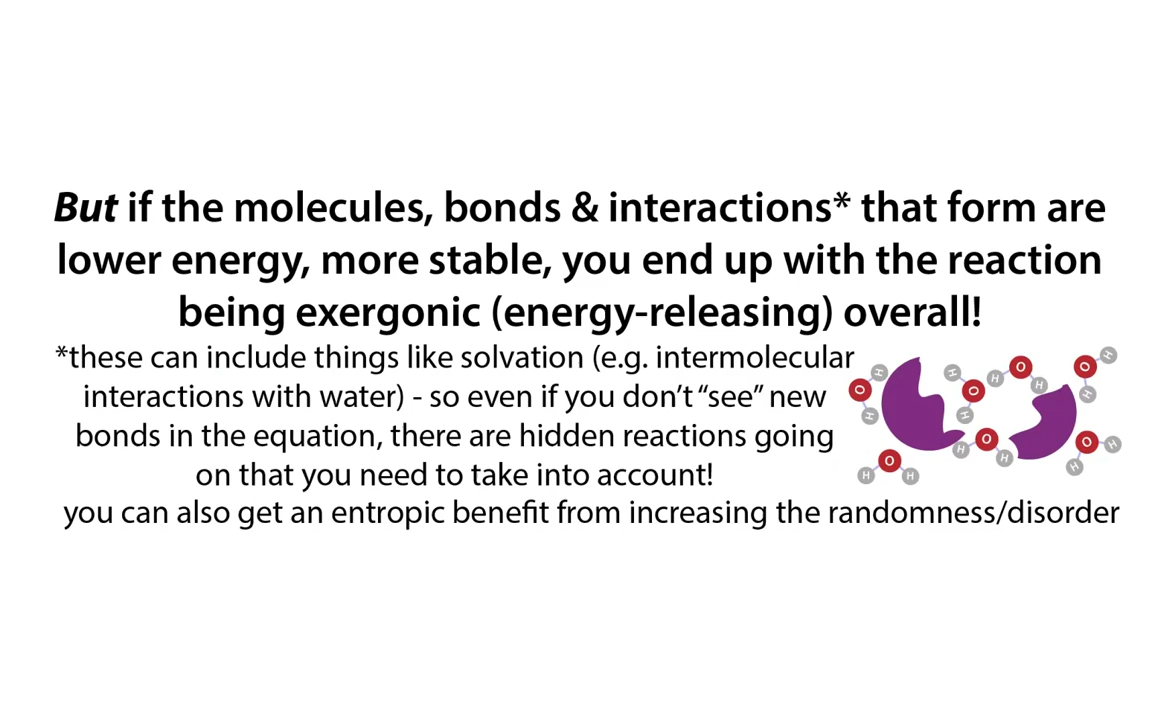 But if the molecules, bonds & interactions* that form are
lower energy, more stable, you end up with the reaction
being exergonic (energy-releasing) overall!
*these can include things like solvation (e.g. intermolecular
interactions with water) - so even if you don’t “see” new
bonds in the equation, there are hidden reactions going
on that you need to take into account!
you can also get an entropic benefit from increasing the randomness/disorder
H
O
H
H
O
H
H
O
H
H
O
H
H
O
H
H
O
H
H
O
H